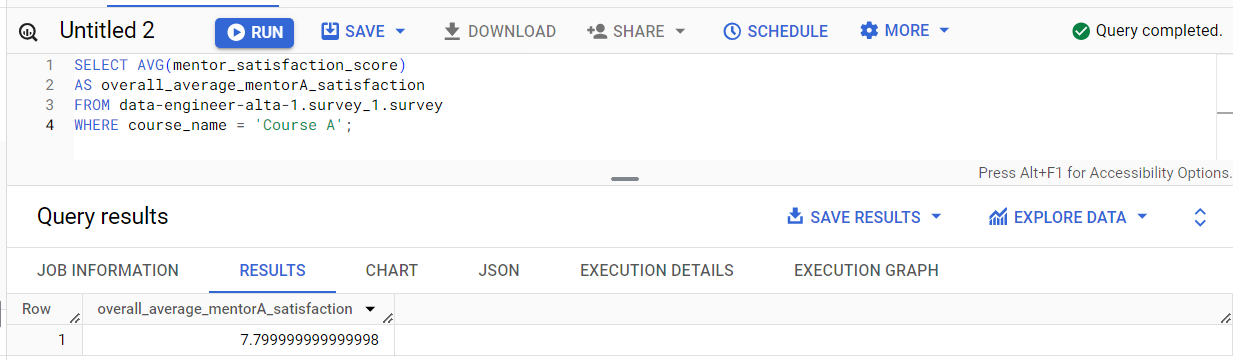 Untitled 2 RUN SAVE DOWNLOAD SHARE SCHEDULE MORE Query completed.
1 SELECT AVG(mentor_satisfaction_score)
2 AS overall_average_mentorA_satisfaction
3 FROM data-engineer-alta-1.survey_1.survey
4 WHERE course_name = 'Course A';
Press Alt+F1 for Accessibility Options.
Query results SAVE RESULTS EXPLORE DATA
JOB INFORMATION RESULTS CHART JSON EXECUTION DETAILS EXECUTION GRAPH
Row overall_average_mentorA_satisfaction
1 7.799999999999998